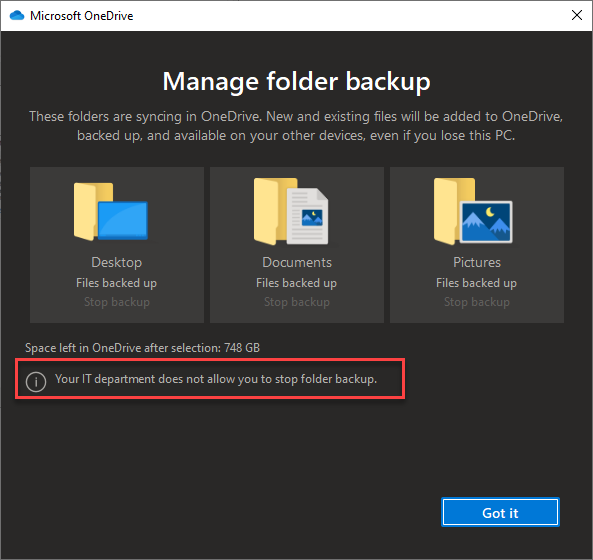 Microsoft OneDrive
Manage folder backup
These folders are syncing in OneDrive. New and existing files will be added to OneDrive,
backed up, and available on your other devices, even if you lose this PC.
Desktop
Files backed up
Stop backup
Documents
Files backed up
Stop backup
Pictures
Files backed up
Stop backup
Space left in OneDrive after selection: 748 GB
Your IT department does not allow you to stop folder backup.
Got it